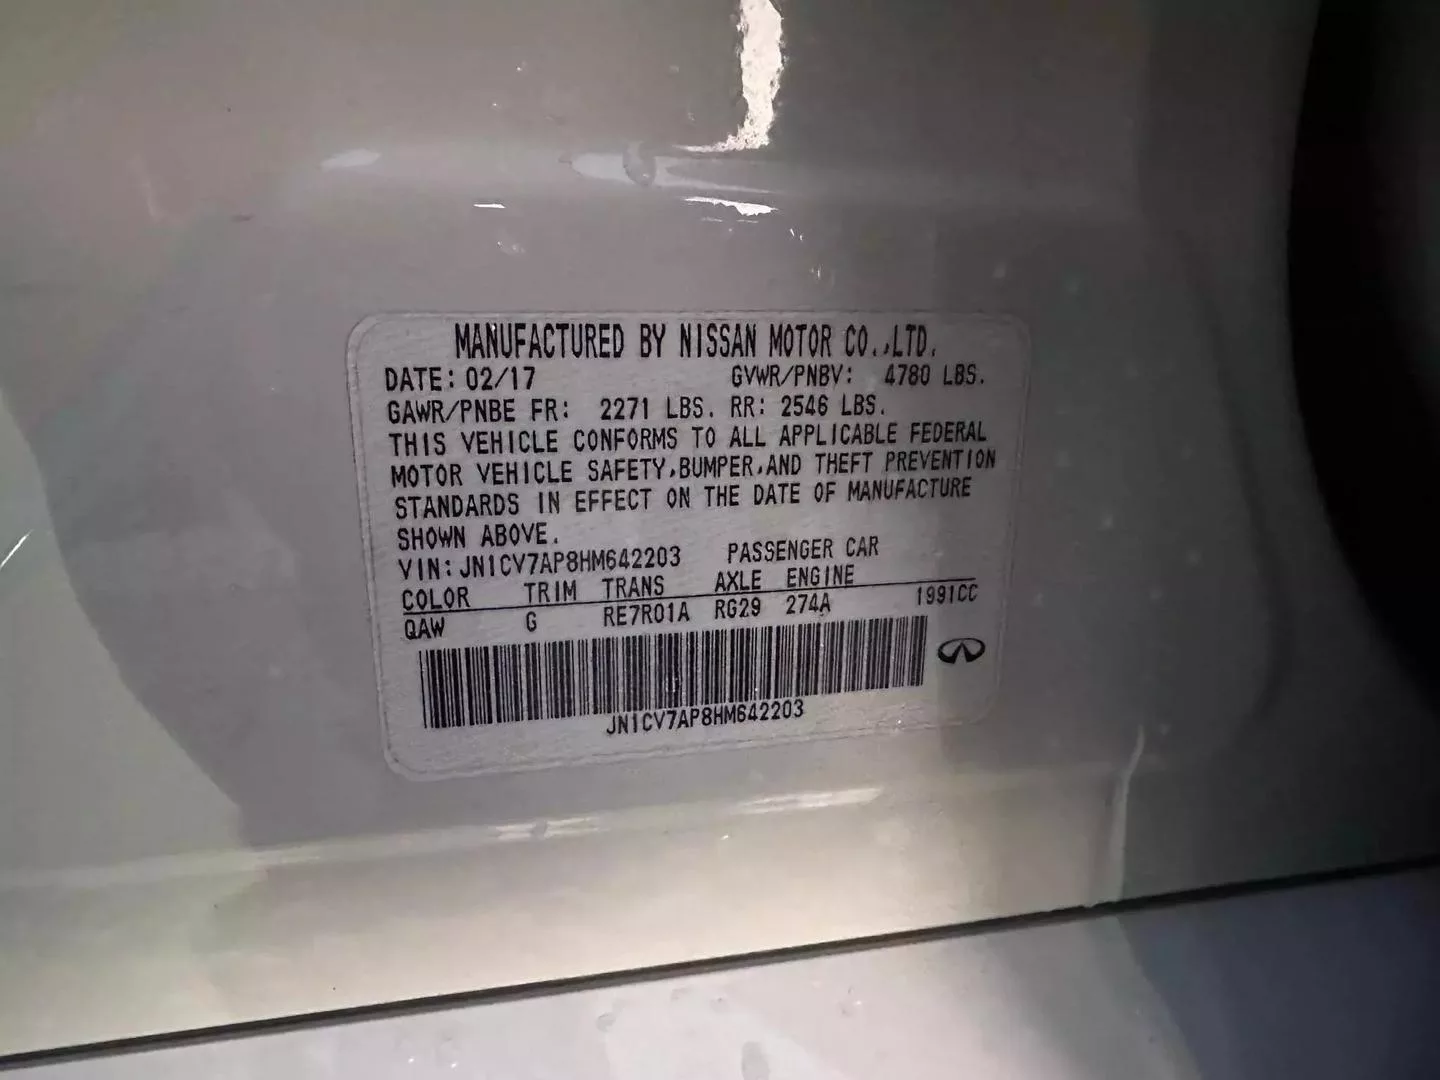 MANUFACTURED BY NISSAN MOTOR CO.,LTD.
DATE: 02/17 GVWR/PNBV: 4780 LBS.
GAWR/PNBE FR: 2271 LBS. RR: 2546 LBS.
THIS VEHICLE CONFORMS TO ALL APPLICABLE FEDERAL
MOTOR VEHICLE SAFETY,BUMPER,AND THEFT PREVENTION
STANDARDS IN EFFECT ON THE DATE OF MANUFACTURE
SHOWN ABOVE.
VIN: JN1CV7AP8HM642203 PASSENGER CAR
COLOR TRIM TRANS AXLE ENGINE
QAW G RE7R01A RG29 274A 1991CC
JN1CV7AP8HM642203